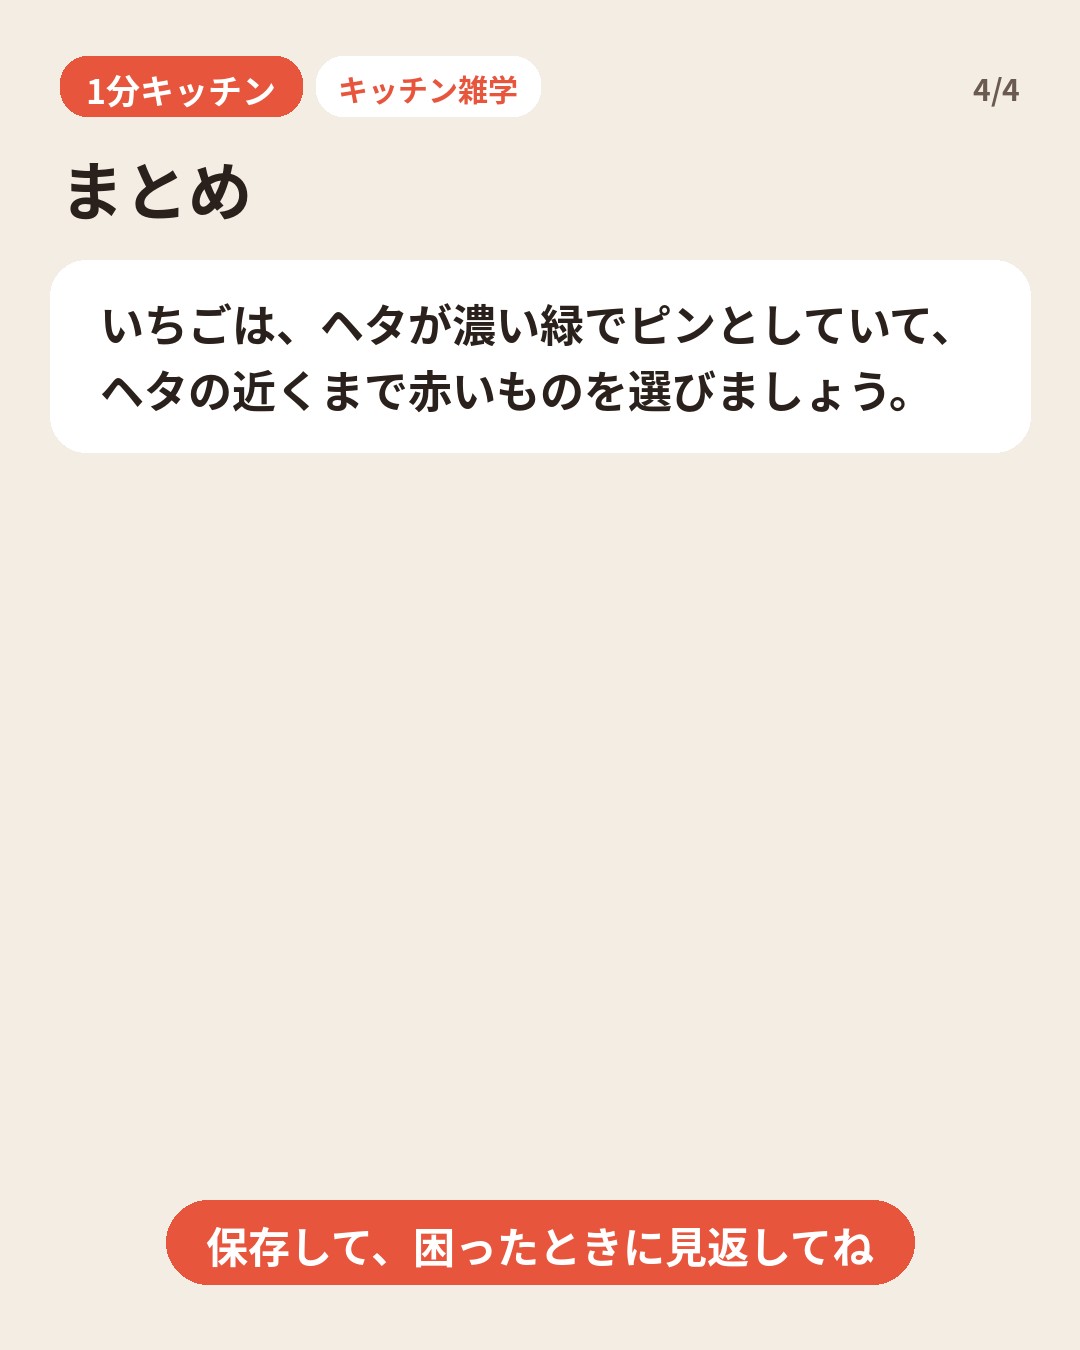 1分キッチン
キッチン雑学
4/4
まとめ
いちごは、ヘタが濃い緑でピンとしていて、
ヘタの近くまで赤いものを選びましょう。
保存して、困ったときに見返してね